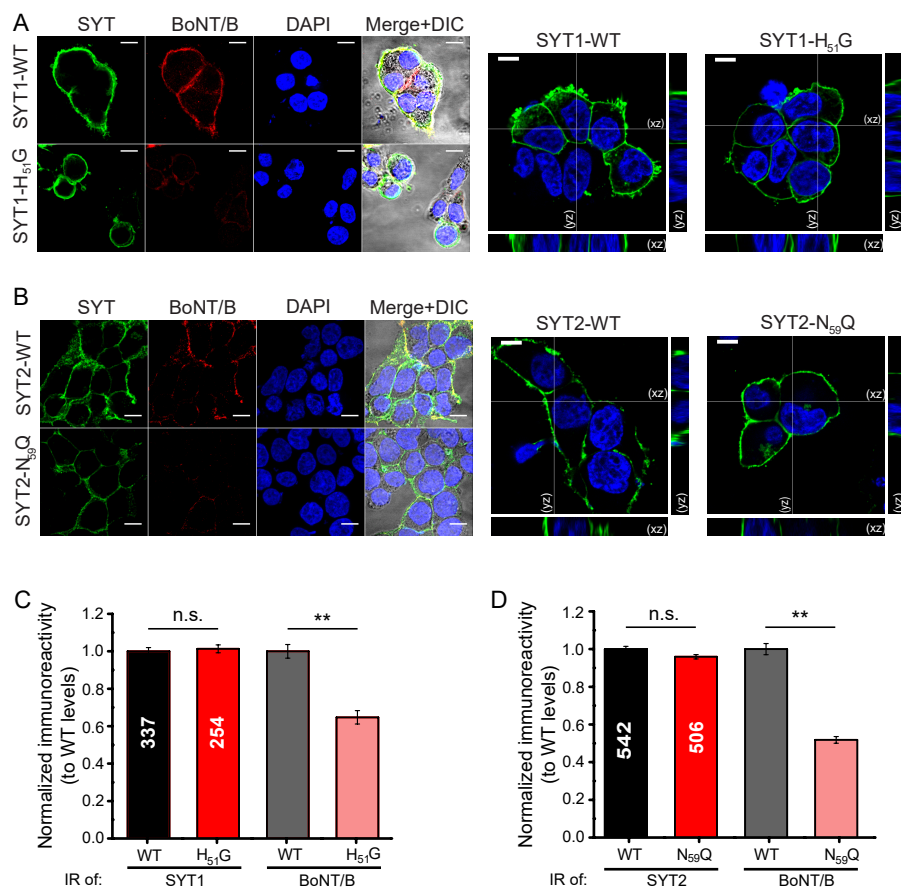 A
SYT BoNT/B DAPI Merge+DIC
SYT1-WT
SYT1-H51G
SYT1-WT
(xz)
(yz)
(yz)
(xz)
SYT1-H51G
(xz)
(yz)
(yz)
(xz)
B
SYT BoNT/B DAPI Merge+DIC
SYT2-WT
SYT2-N59Q
SYT2-WT
(xz)
(yz)
(yz)
(xz)
SYT2-N59Q
(xz)
(yz)
(yz)
(xz)
C
Normalized immunoreactivity
(to WT levels)
1.2
1.0
0.8
0.6
0.4
0.2
0.0
n.s.
**
337
254
WT H51G WT H51G
IR of: SYT1 BoNT/B
D
Normalized immunoreactivity
(to WT levels)
1.2
1.0
0.8
0.6
0.4
0.2
0.0
n.s.
**
542
506
WT N59Q WT N59Q
IR of: SYT2 BoNT/B